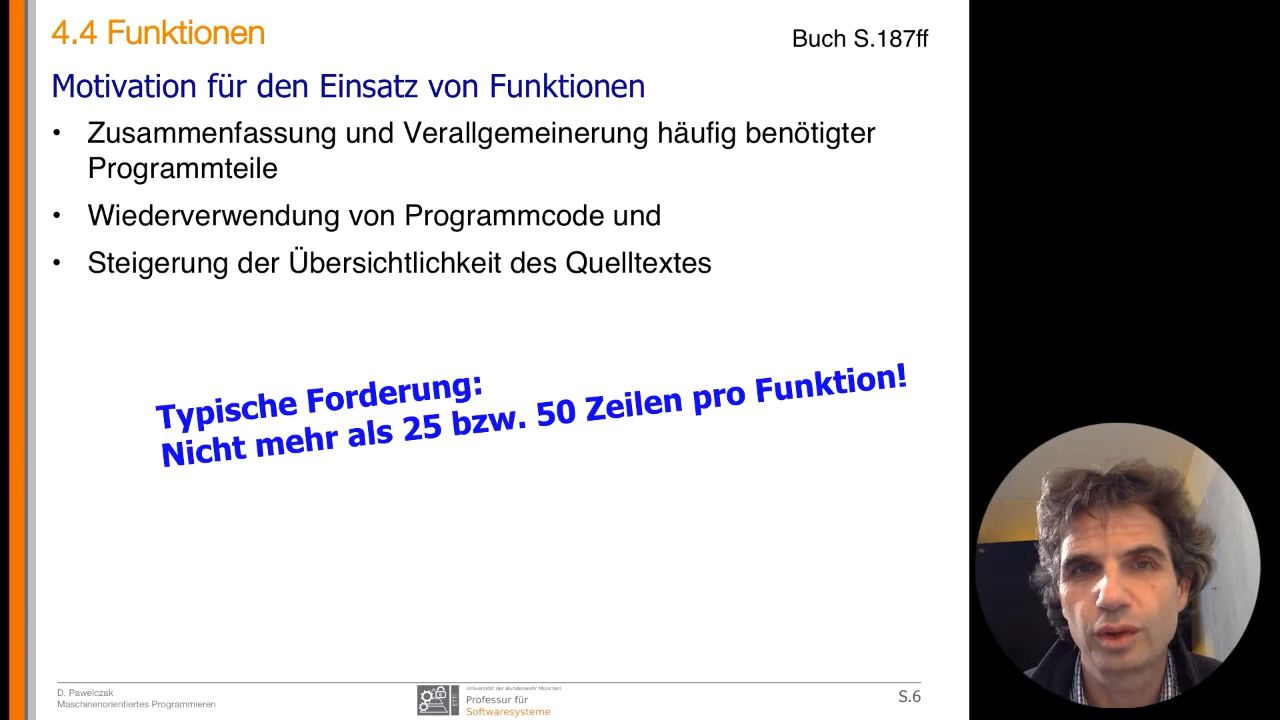 4.4 Funktionen
Buch S.187ff
Motivation für den Einsatz von Funktionen
• Zusammenfassung und Verallgemeinerung häufig benötigter
Programmteile
• Wiederverwendung von Programmcode und
• Steigerung der Übersichtlichkeit des Quelltextes
Typische Forderung:
Nicht mehr als 25 bzw. 50 Zeilen pro Funktion!
D. Pawelczak
Maschinenorientiertes Programmieren
ETTI
Universität der Bundeswehr München
Professur für
Softwaresysteme
S.6